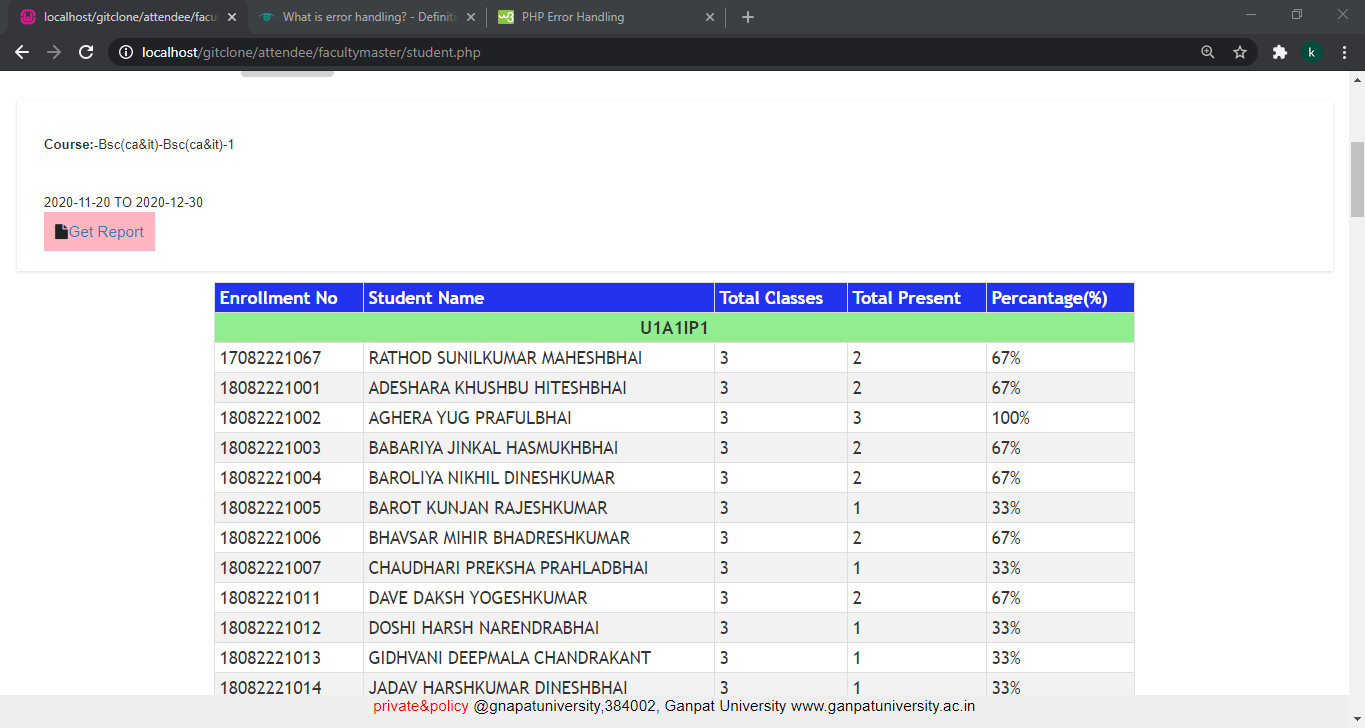 localhost/gitclone/attendee/facu
What is error handling? - Definiti
PHP Error Handling
localhost/gitclone/attendee/facultymaster/student.php
k
Course:-Bsc(ca&it)-Bsc(ca&it)-1
2020-11-20 TO 2020-12-30
Get Report
Enrollment No Student Name Total Classes Total Present Percantage(%)
U1A1IP1
17082221067 RATHOD SUNILKUMAR MAHESHBHAI 3 2 67%
18082221001 ADESHARA KHUSHBU HITESHBHAI 3 2 67%
18082221002 AGHERA YUG PRAFULBHAI 3 3 100%
18082221003 BABARIYA JINKAL HASMUKHBHAI 3 2 67%
18082221004 BAROLIYA NIKHIL DINESHKUMAR 3 2 67%
18082221005 BAROT KUNJAN RAJESHKUMAR 3 1 33%
18082221006 BHAVSAR MIHIR BHADRESHKUMAR 3 2 67%
18082221007 CHAUDHARI PREKSHA PRAHLADBHAI 3 1 33%
18082221011 DAVE DAKSH YOGESHKUMAR 3 2 67%
18082221012 DOSHI HARSH NARENDRABHAI 3 1 33%
18082221013 GIDHVANI DEEPMALA CHANDRAKANT 3 1 33%
18082221014 JADAV HARSHKUMAR DINESHBHAI 3 1 33%
private&policy @gnapatuniversity,384002, Ganpat University www.ganpatuniversity.ac.in